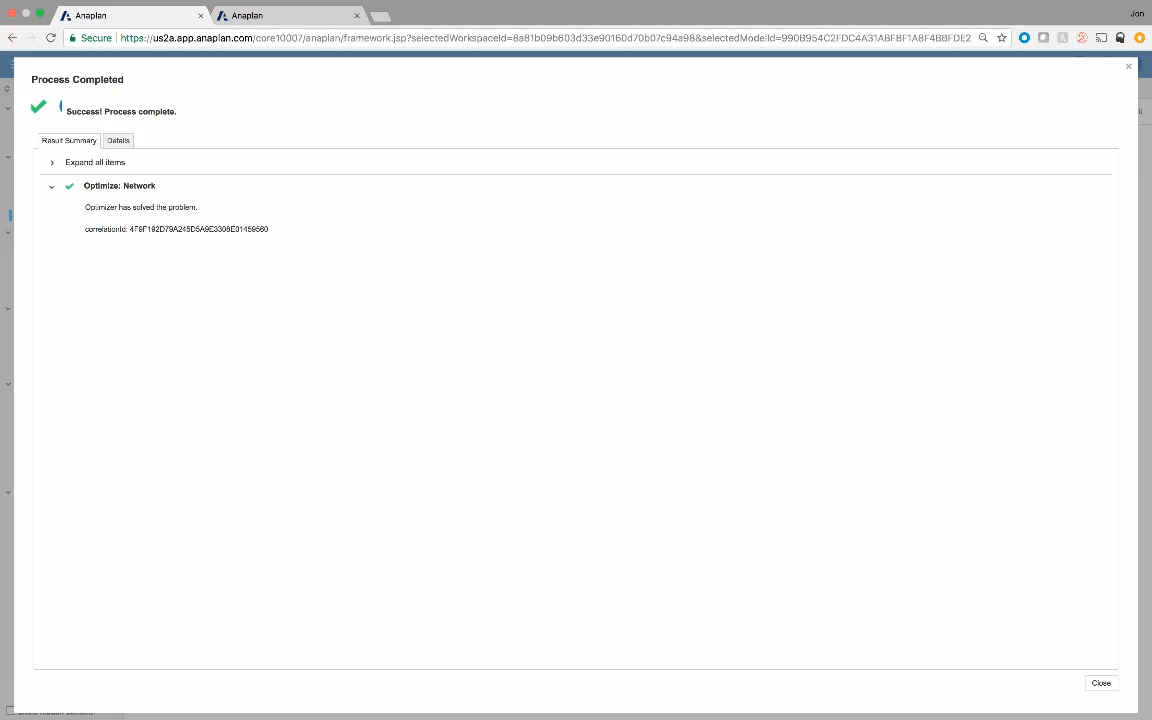 Anaplan
Anaplan
Jon
Secure
https://us2a.app.anaplan.com/core10007/anaplan/framework.jsp?selectedWorkspaceId=8a81b09b603d33e90160d70b07c94a98&selectedModelId=990B954C2FDC4A31ABFBF1A8F4BBFDE2
Process Completed
Success! Process complete.
Result Summary
Details
Expand all items
Optimize: Network
Optimizer has solved the problem.
correlationId: 4F9F192D79A245D5A9E3308E01459560
Close